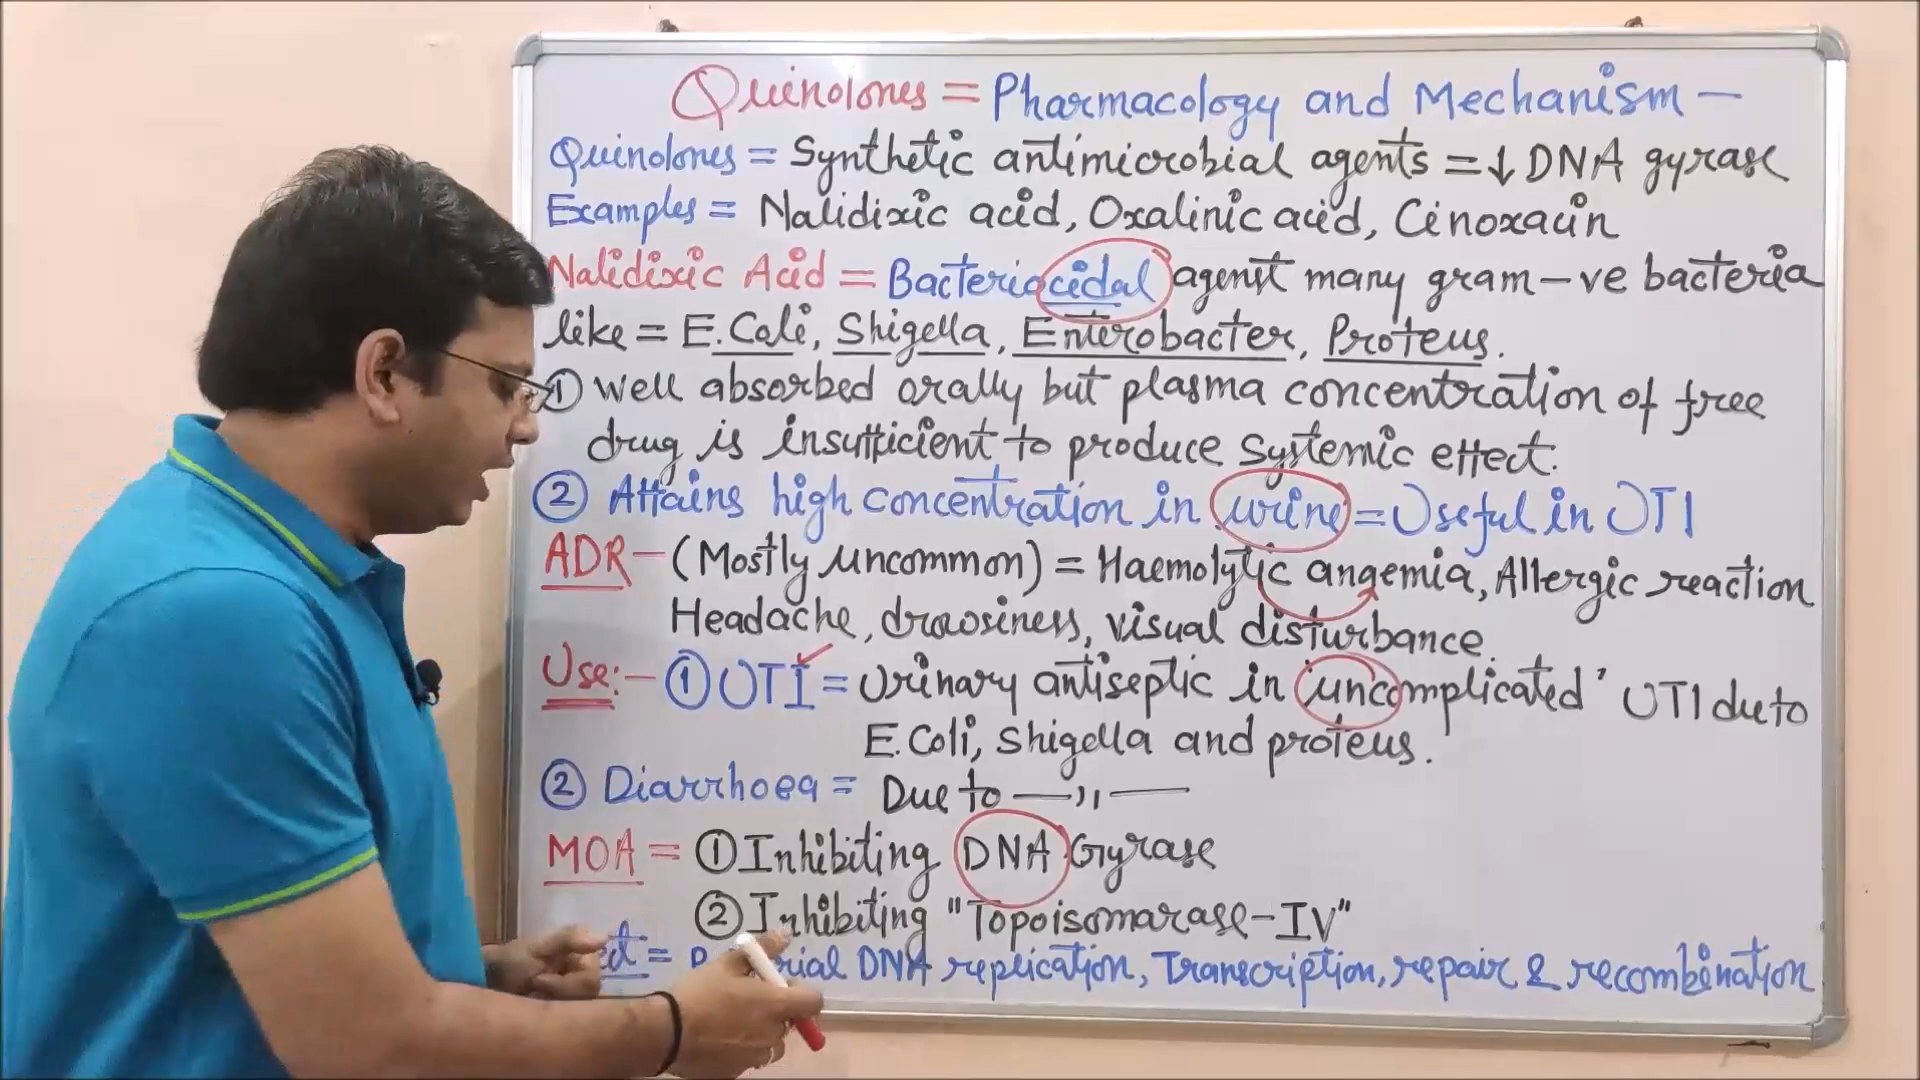 Quinolones = Pharmacology and Mechanism -
Quinolones = Synthetic antimicrobial agents = ↓ DNA gyrase
Examples = Nalidixic acid, Oxalinic acid, Cinoxacin
Nalidixic Acid = Bacteriocidal agenst many gram-ve bacteria
like = E.Coli, Shigella, Enterobacter, Proteus.
① Well absorbed orally but plasma concentration of free
drug is insufficient to produce Systemic effect.
② Attains high concentration in urine = Useful in UTI
ADR - (Mostly uncommon) = Haemolytic angemia, Allergic reaction
Headache, drowsiness, visual disturbance.
Use:- ① UTI = Urinary antiseptic in 'uncomplicated' UTI due to
E.Coli, Shigella and proteus.
② Diarrhoea = Due to —,,—
MOA = ① Inhibiting DNA Gyrase
② Inhibiting "Topoisomarase-IV"
= DNA replication, Transcription, repair & recombination